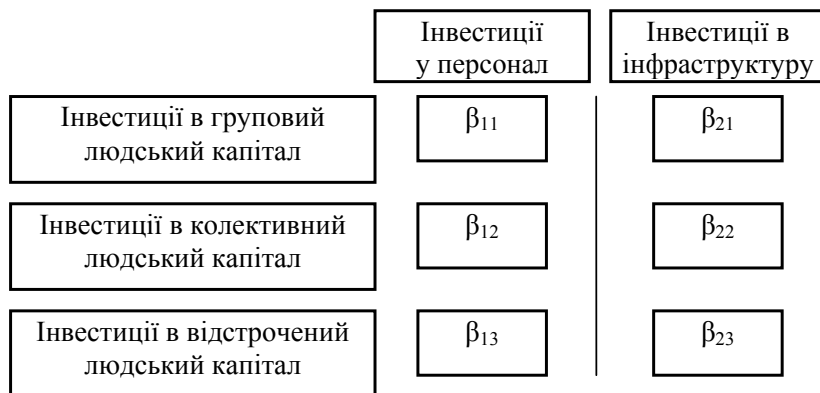 Інвестиції
у персонал
Інвестиції в
інфраструктуру
Інвестиції в груповий
людський капітал
β₁₁
β₂₁
Інвестиції в колективний
людський капітал
β₁₂
β₂₂
Інвестиції в відстрочений
людський капітал
β₁₃
β₂₃